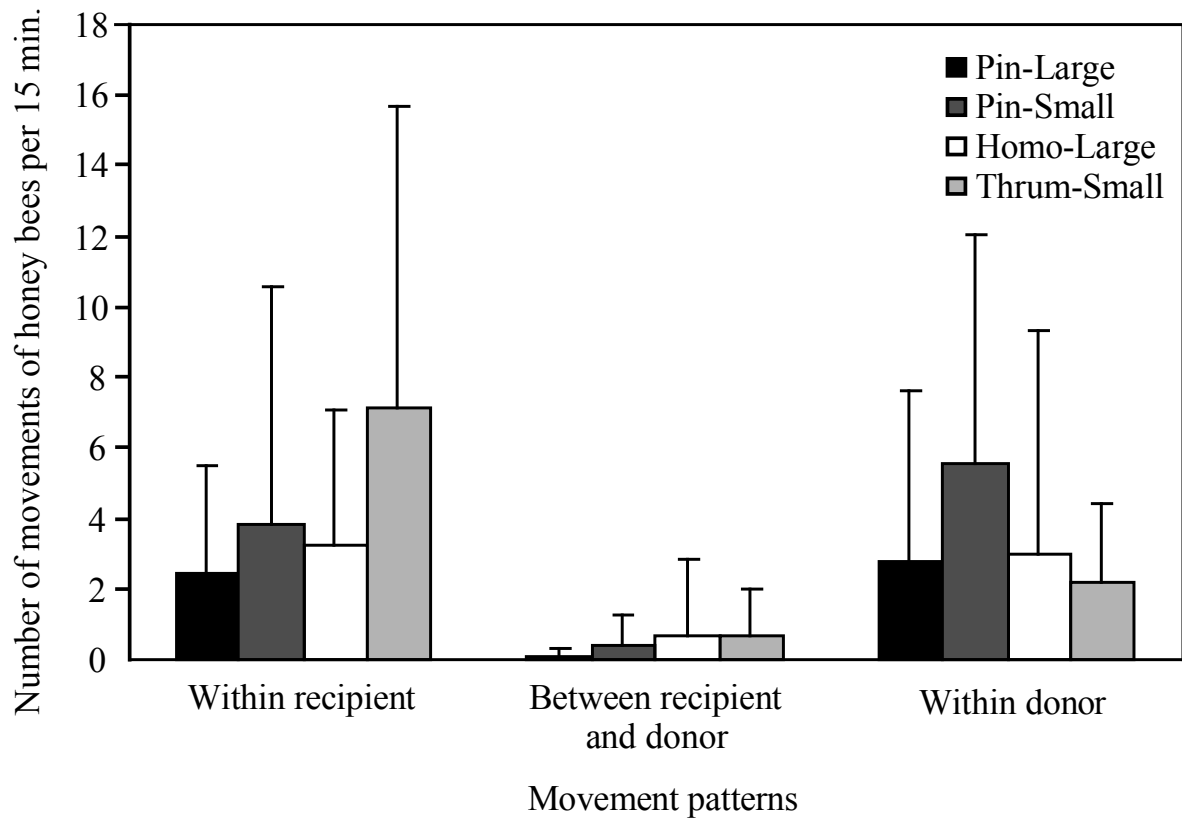 Number of movements of honey bees per 15 min.
18
16
14
12
10
8
6
4
2
0
Pin-Large
Pin-Small
Homo-Large
Thrum-Small
Within recipient
Between recipient
and donor
Within donor
Movement patterns